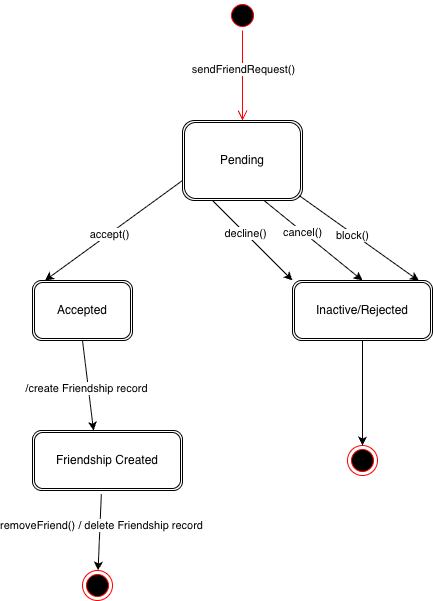 sendFriendRequest()
Pending
accept()
decline()
cancel()
block()
Accepted
Inactive/Rejected
/create Friendship record
Friendship Created
removeFriend() / delete Friendship record